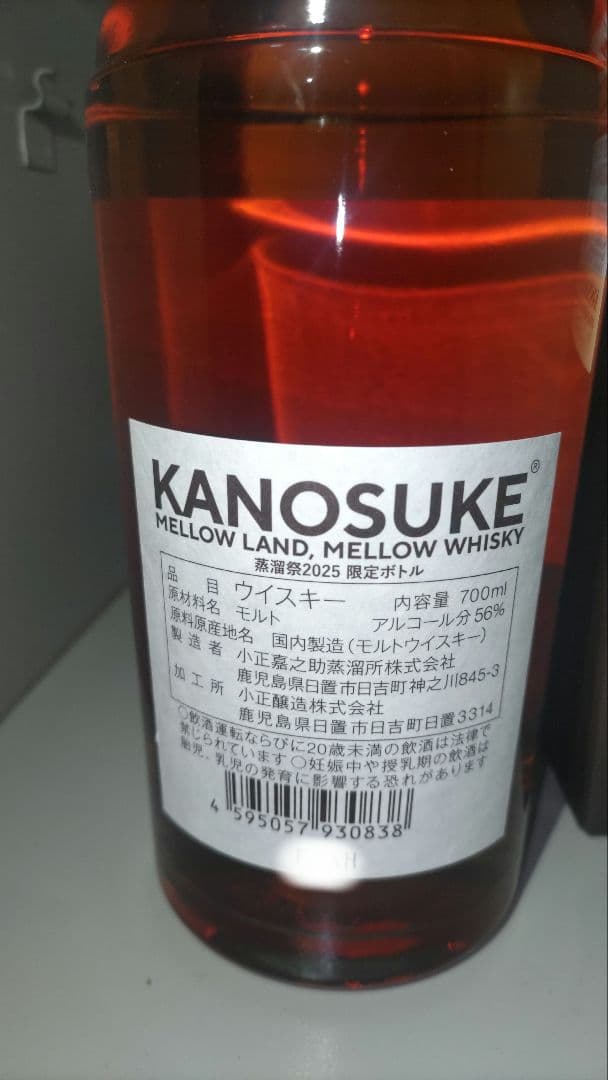 KANOSUKE®
MELLOW LAND, MELLOW WHISKY
蒸溜祭2025 限定ボトル
品目 ウイスキー 内容量 700ml
原材料名 モルト アルコール分 56%
原料原産地名 国内製造（モルトウイスキー）
製造者 小正嘉之助蒸溜所株式会社
鹿児島県日置市日吉町神之川845-3
加工所 小正醸造株式会社
鹿児島県日置市日吉町日置3314
○飲酒運転ならびに20歳未満の飲酒は法律で
禁じられています ○妊娠中や授乳期の飲酒は
胎児・乳児の発育に影響する恐れがあります
4 595057 930838